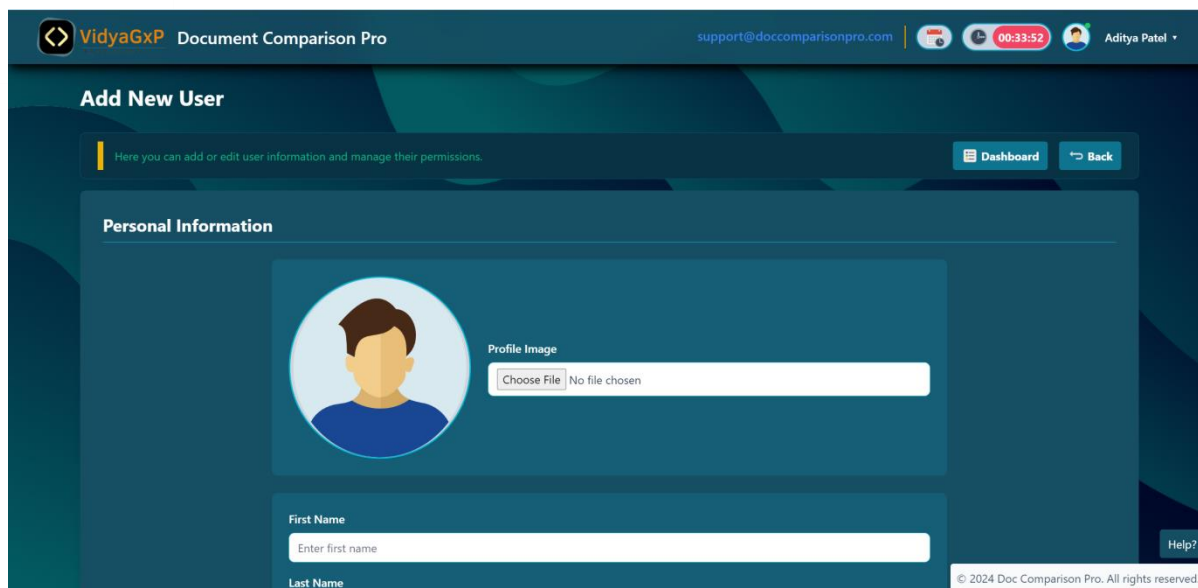 VidyaGxP Document Comparison Pro support@doccomparisonpro.com 00:33:52 Aditya Patel
Add New User
Here you can add or edit user information and manage their permissions. Dashboard Back
Personal Information
Profile Image
Choose File No file chosen
First Name
Enter first name
Help?
Last Name
© 2024 Doc Comparison Pro. All rights reserved